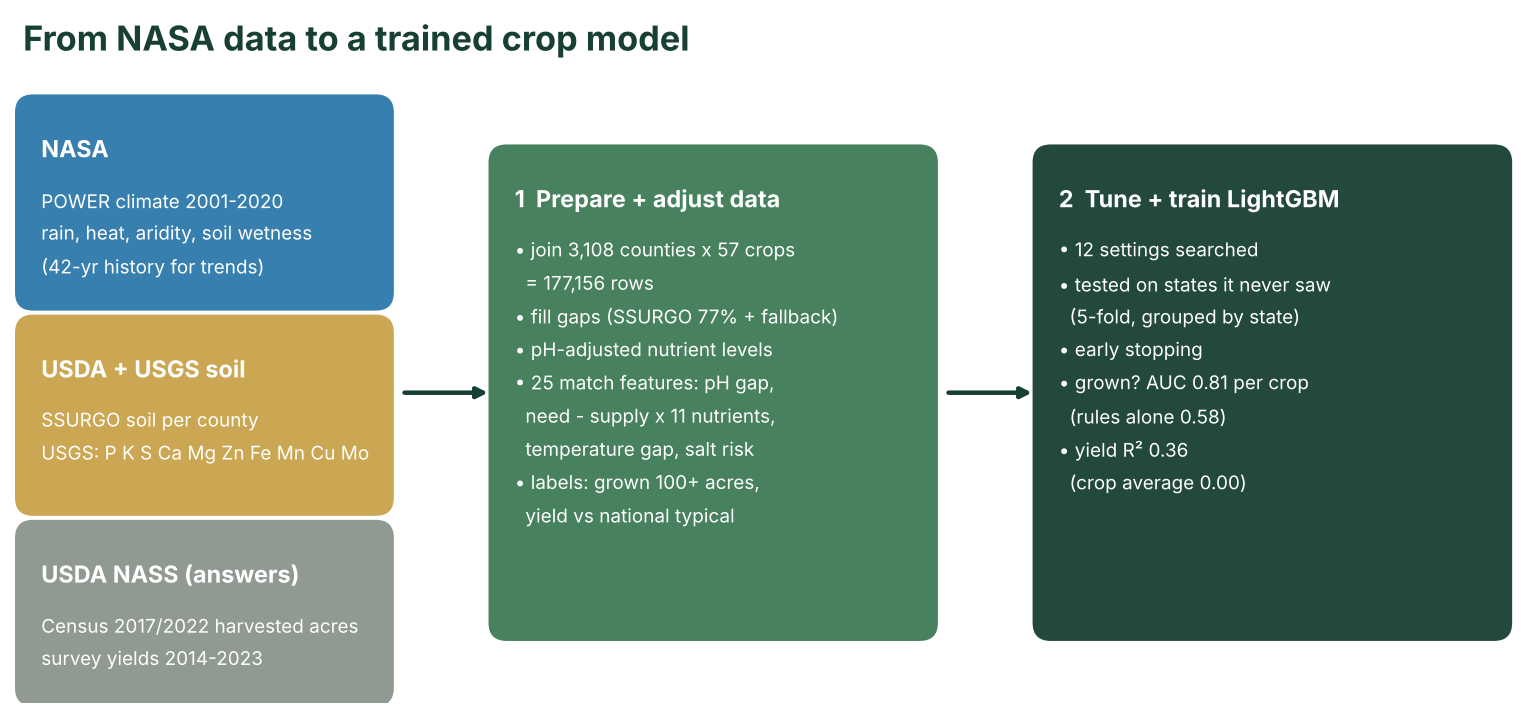 From NASA data to a trained crop model
NASA
POWER climate 2001-2020
rain, heat, aridity, soil wetness
(42-yr history for trends)
USDA + USGS soil
SSURGO soil per county
USGS: P K S Ca Mg Zn Fe Mn Cu Mo
USDA NASS (answers)
Census 2017/2022 harvested acres
survey yields 2014-2023
1 Prepare + adjust data
• join 3,108 counties x 57 crops
= 177,156 rows
• fill gaps (SSURGO 77% + fallback)
• pH-adjusted nutrient levels
• 25 match features: pH gap,
need - supply x 11 nutrients,
temperature gap, salt risk
• labels: grown 100+ acres,
yield vs national typical
2 Tune + train LightGBM
• 12 settings searched
• tested on states it never saw
(5-fold, grouped by state)
• early stopping
• grown? AUC 0.81 per crop
(rules alone 0.58)
• yield R² 0.36
(crop average 0.00)